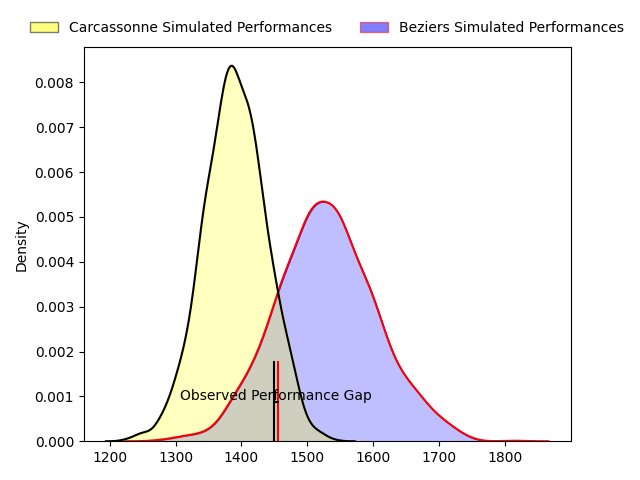 Carcassonne Simulated Performances
Beziers Simulated Performances
0.008
0.007
0.006
0.005
0.004
0.003
0.002
0.001
0.000
Density
Observed Performance Gap
1200 1300 1400 1500 1600 1700 1800